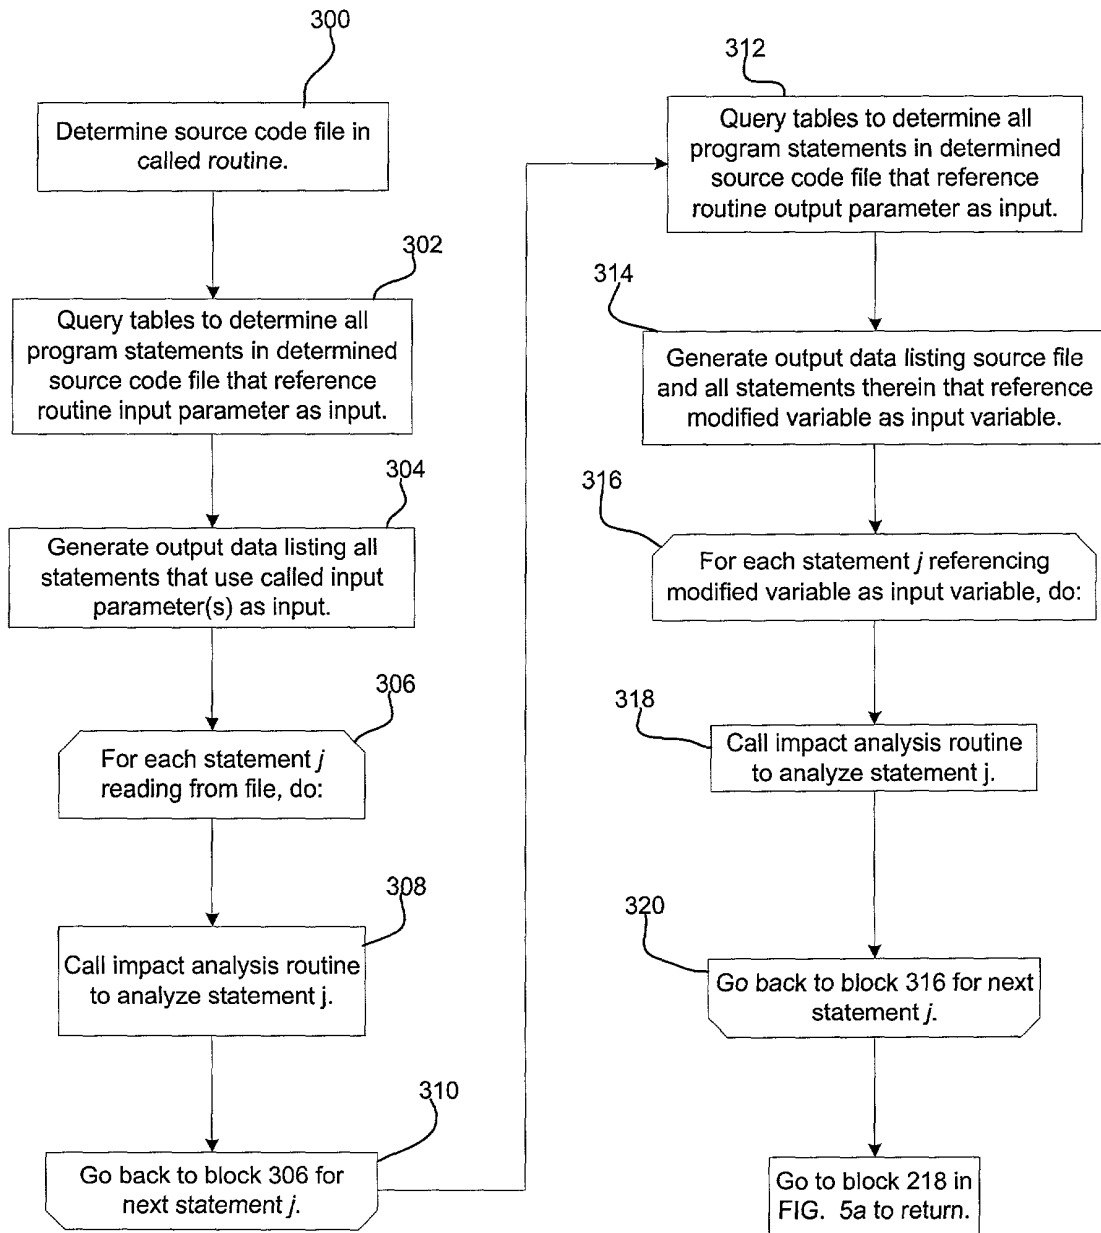 300
Determine source code file in
called routine.
302
Query tables to determine all
program statements in determined
source code file that reference
routine input parameter as input.
304
Generate output data listing all
statements that use called input
parameter(s) as input.
306
For each statement j
reading from file, do:
308
Call impact analysis routine
to analyze statement j.
310
Go back to block 306 for
next statement j.
312
Query tables to determine all
program statements in determined
source code file that reference
routine output parameter as input.
314
Generate output data listing source file
and all statements therein that reference
modified variable as input variable.
316
For each statement j referencing
modified variable as input variable, do:
318
Call impact analysis routine
to analyze statement j.
320
Go back to block 316 for next
statement j.
Go to block 218 in
FIG. 5a to return.